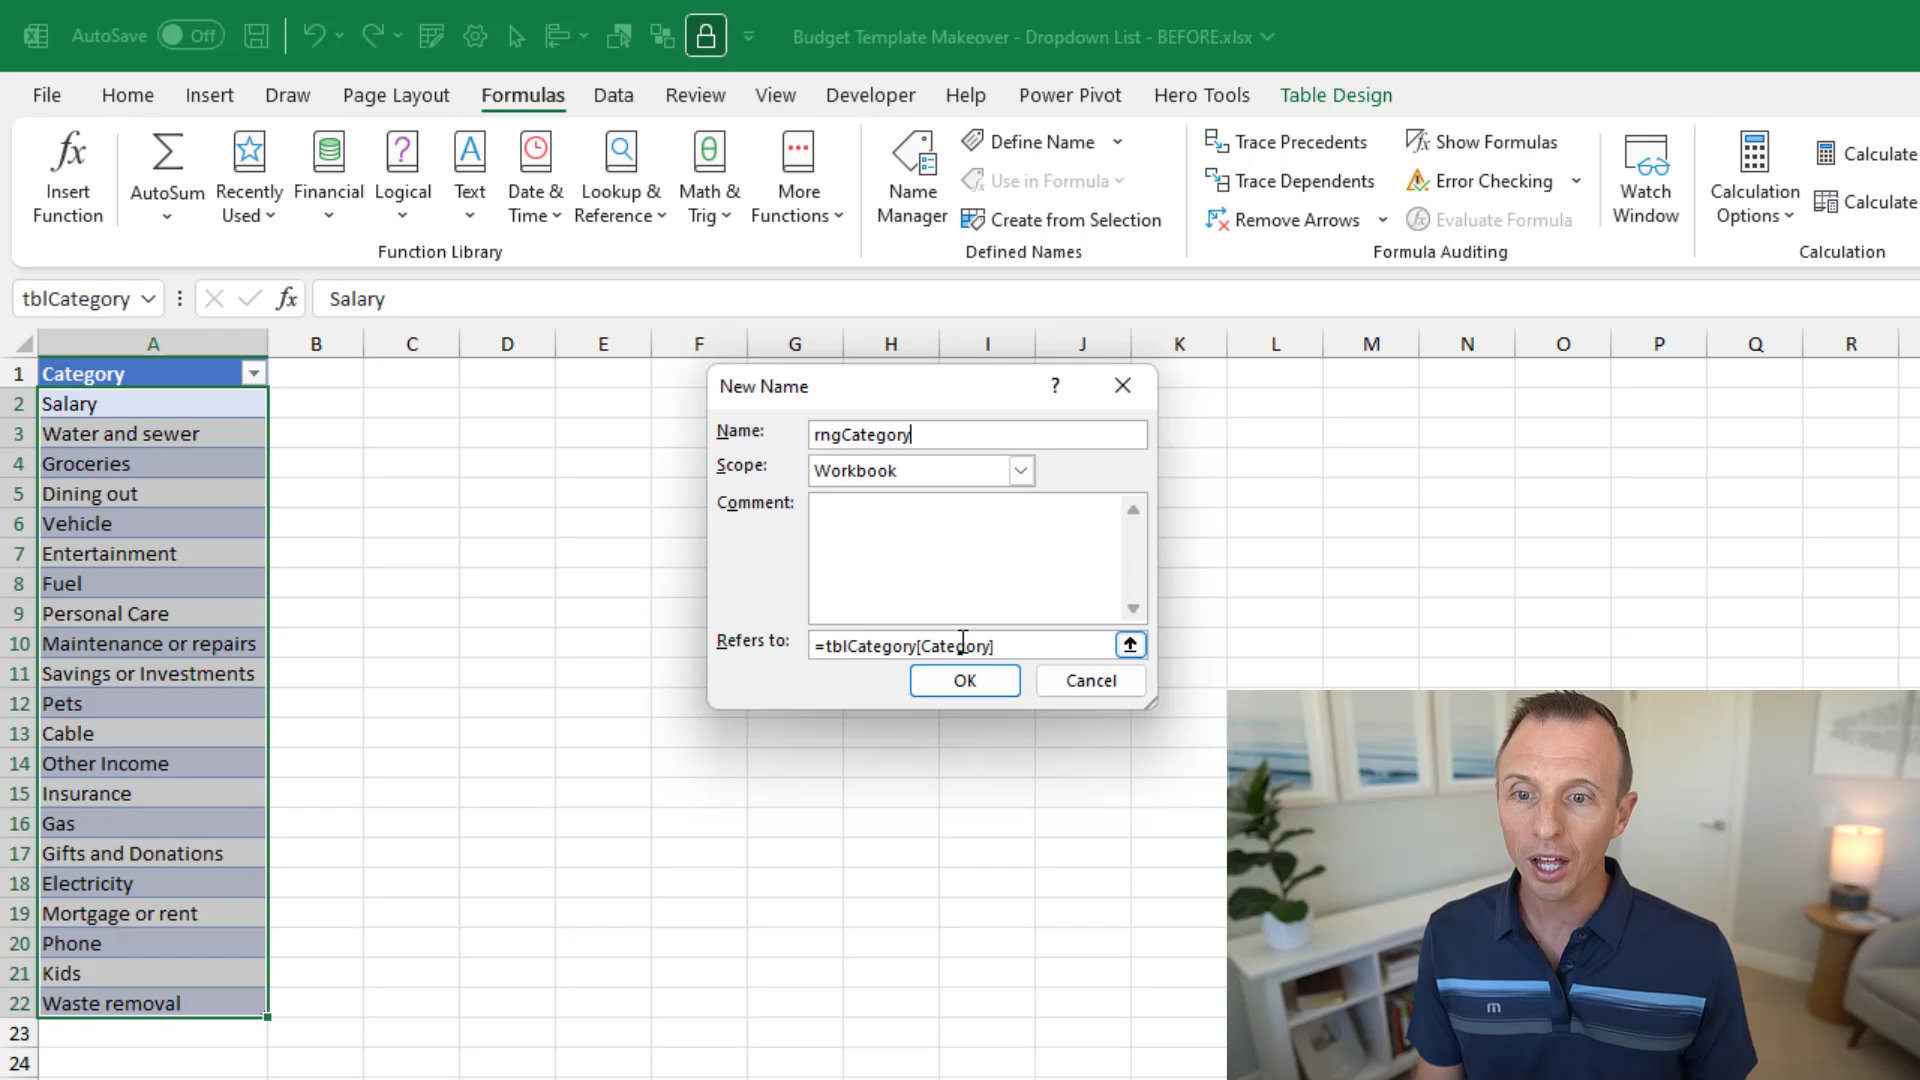 AutoSave Off
Budget Template Makeover - Dropdown List - BEFORE.xlsx
File Home Insert Draw Page Layout Formulas Data Review View Developer Help Power Pivot Hero Tools Table Design
Insert Function
AutoSum
Recently Used
Financial
Logical
Text
Date & Time
Lookup & Reference
Math & Trig
More Functions
Function Library
Name Manager
Define Name
Use in Formula
Create from Selection
Defined Names
Trace Precedents
Trace Dependents
Remove Arrows
Show Formulas
Error Checking
Evaluate Formula
Formula Auditing
Watch Window
Calculation Options
Calculate
Calculate
Calculation
tblCategory fx Salary
A B C D E F G H I J K L M N O P Q R
1 Category
2 Salary
3 Water and sewer
4 Groceries
5 Dining out
6 Vehicle
7 Entertainment
8 Fuel
9 Personal Care
10 Maintenance or repairs
11 Savings or Investments
12 Pets
13 Cable
14 Other Income
15 Insurance
16 Gas
17 Gifts and Donations
18 Electricity
19 Mortgage or rent
20 Phone
21 Kids
22 Waste removal
23
24
New Name ?
Name: rngCategory
Scope: Workbook
Comment:
Refers to: =tblCategory[Category]
OK Cancel